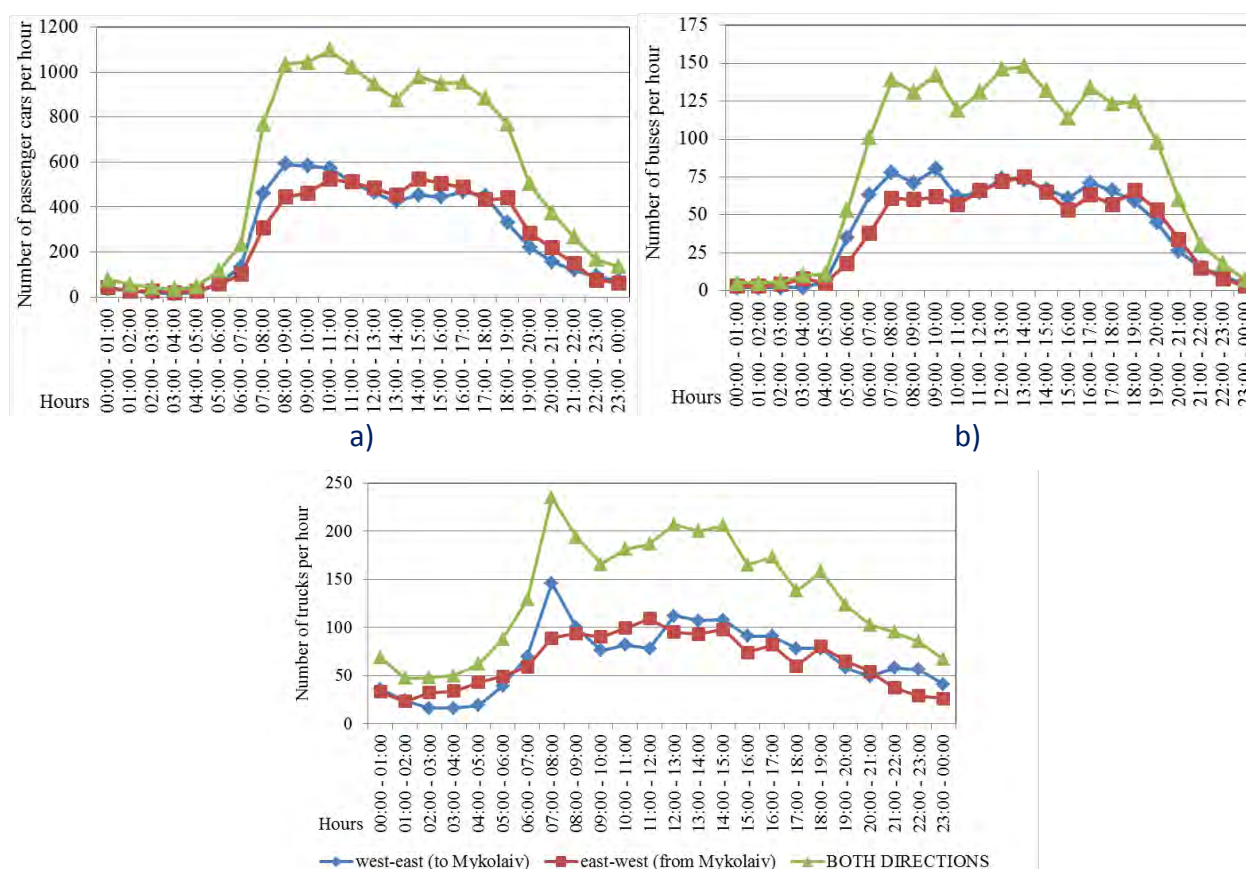 Number of passenger cars per hour
1200
1000
800
600
400
200
0
Hours
00:00 - 01:00
01:00 - 02:00
02:00 - 03:00
03:00 - 04:00
04:00 - 05:00
05:00 - 06:00
06:00 - 07:00
07:00 - 08:00
08:00 - 09:00
09:00 - 10:00
10:00 - 11:00
11:00 - 12:00
12:00 - 13:00
13:00 - 14:00
14:00 - 15:00
15:00 - 16:00
16:00 - 17:00
17:00 - 18:00
18:00 - 19:00
19:00 - 20:00
20:00 - 21:00
21:00 - 22:00
22:00 - 23:00
23:00 - 00:00
a)
Number of buses per hour
175
150
125
100
75
50
25
0
Hours
00:00 - 01:00
01:00 - 02:00
02:00 - 03:00
03:00 - 04:00
04:00 - 05:00
05:00 - 06:00
06:00 - 07:00
07:00 - 08:00
08:00 - 09:00
09:00 - 10:00
10:00 - 11:00
11:00 - 12:00
12:00 - 13:00
13:00 - 14:00
14:00 - 15:00
15:00 - 16:00
16:00 - 17:00
17:00 - 18:00
18:00 - 19:00
19:00 - 20:00
20:00 - 21:00
21:00 - 22:00
22:00 - 23:00
23:00 - 00:00
b)
Number of trucks per hour
250
200
150
100
50
0
Hours
00:00 - 01:00
01:00 - 02:00
02:00 - 03:00
03:00 - 04:00
04:00 - 05:00
05:00 - 06:00
06:00 - 07:00
07:00 - 08:00
08:00 - 09:00
09:00 - 10:00
10:00 - 11:00
11:00 - 12:00
12:00 - 13:00
13:00 - 14:00
14:00 - 15:00
15:00 - 16:00
16:00 - 17:00
17:00 - 18:00
18:00 - 19:00
19:00 - 20:00
20:00 - 21:00
21:00 - 22:00
22:00 - 23:00
23:00 - 00:00
west-east (to Mykolaiv) east-west (from Mykolaiv) BOTH DIRECTIONS